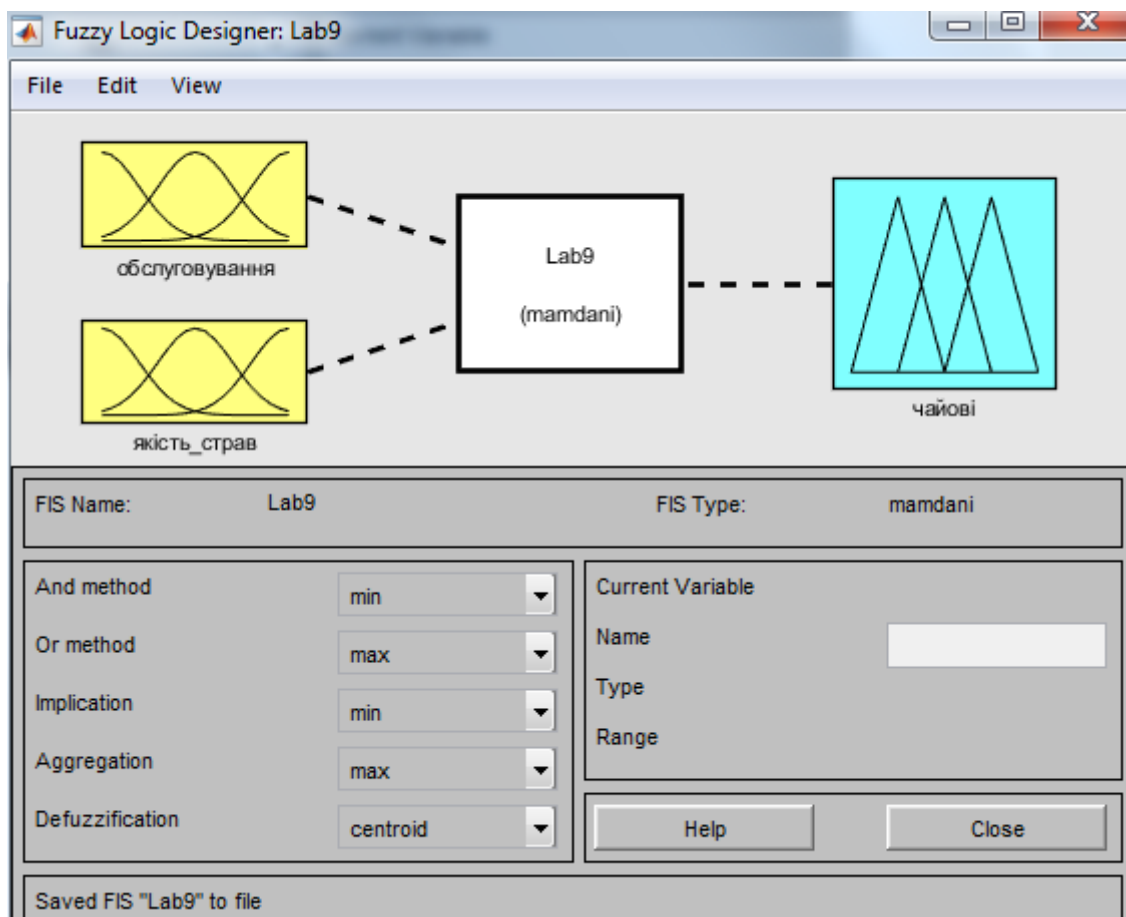 Fuzzy Logic Designer: Lab9
File Edit View
обслуговування
якість_страв
Lab9
(mamdani)
чайові
FIS Name: Lab9 FIS Type: mamdani
And method min
Or method max
Implication min
Aggregation max
Defuzzification centroid
Current Variable
Name
Type
Range
Help Close
Saved FIS "Lab9" to file